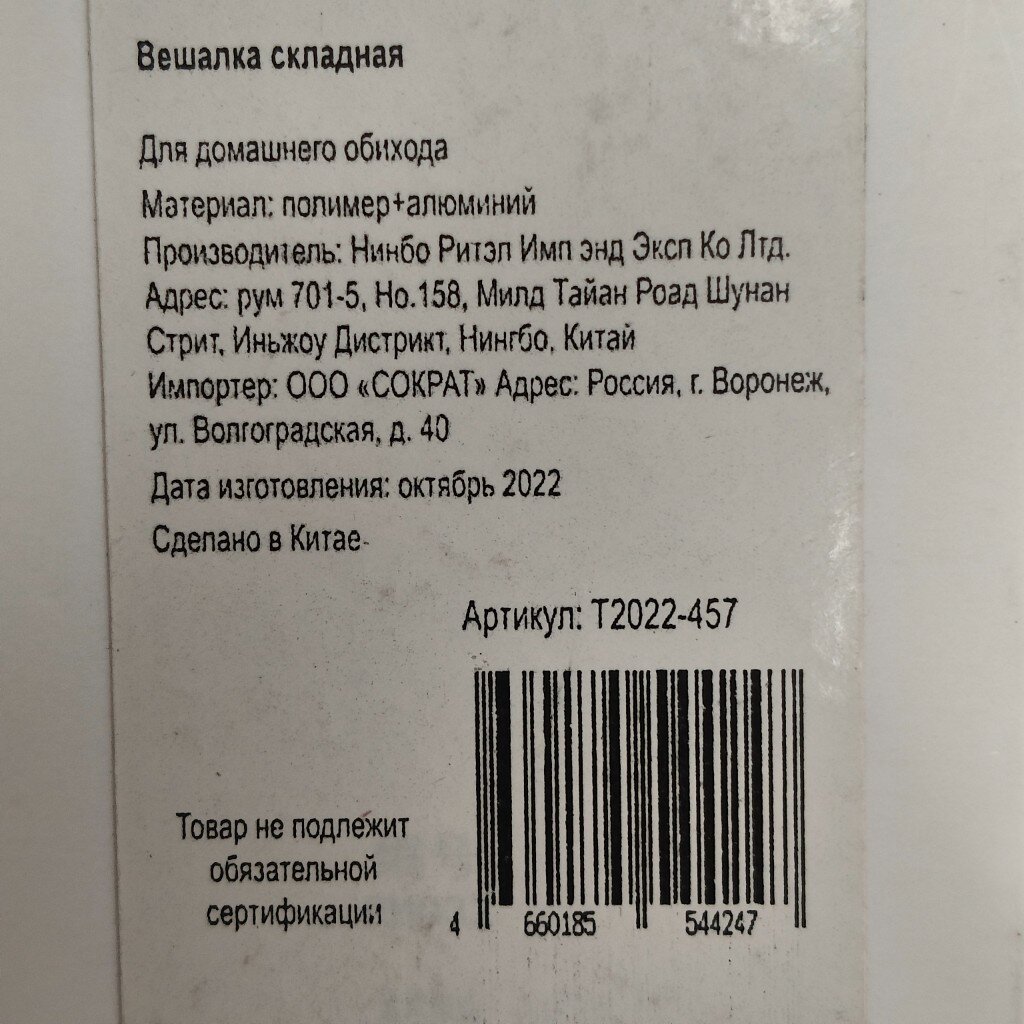 Вешалка складная
Для домашнего обихода
Материал: полимер+алюминий
Производитель: Нинбо Ритэл Имп энд Эксп Ко Лтд.
Адрес: рум 701-5, Но.158, Милд Тайан Роад Шунан
Стрит, Иньжоу Дистрикт, Нингбо, Китай
Импортер: ООО «СОКРАТ» Адрес: Россия, г. Воронеж,
ул. Волгоградская, д. 40
Дата изготовления: октябрь 2022
Сделано в Китае
Артикул: Т2022-457
Товар не подлежит
обязательной
сертификации
4 660185 544247